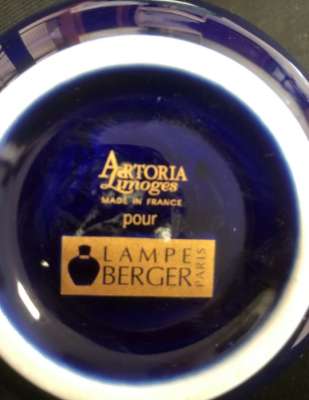 ARTORIA
Limoges
MADE IN FRANCE
pour
LAMPE
BERGER
PARIS